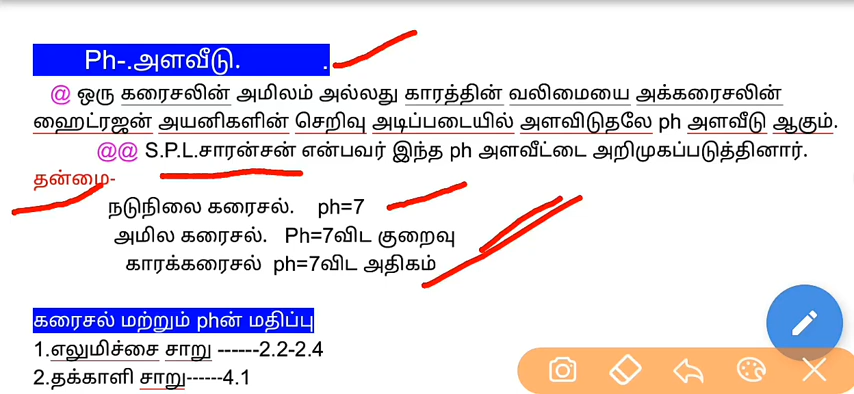 Ph-.அளவீடு. .
@ ஒரு கரைசலின் அமிலம் அல்லது காரத்தின் வலிமையை அக்கரைசலின்
ஹைட்ரஜன் அயனிகளின் செறிவு அடிப்படையில் அளவிடுதலே ph அளவீடு ஆகும்.
@@ S.P.L.சாரன்சன் என்பவர் இந்த ph அளவீட்டை அறிமுகப்படுத்தினார்.
தன்மை-
நடுநிலை கரைசல். ph=7
அமில கரைசல். Ph=7விட குறைவு
காரக்கரைசல் ph=7விட அதிகம்
கரைசல் மற்றும் phன் மதிப்பு
1.எலுமிச்சை சாறு ------2.2-2.4
2.தக்காளி சாறு------4.1